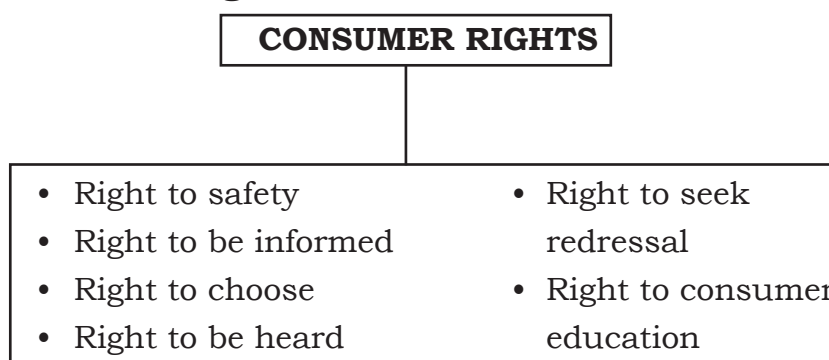 CONSUMER RIGHTS
• Right to safety
• Right to be informed
• Right to choose
• Right to be heard
• Right to seek
redressal
• Right to consumer
education